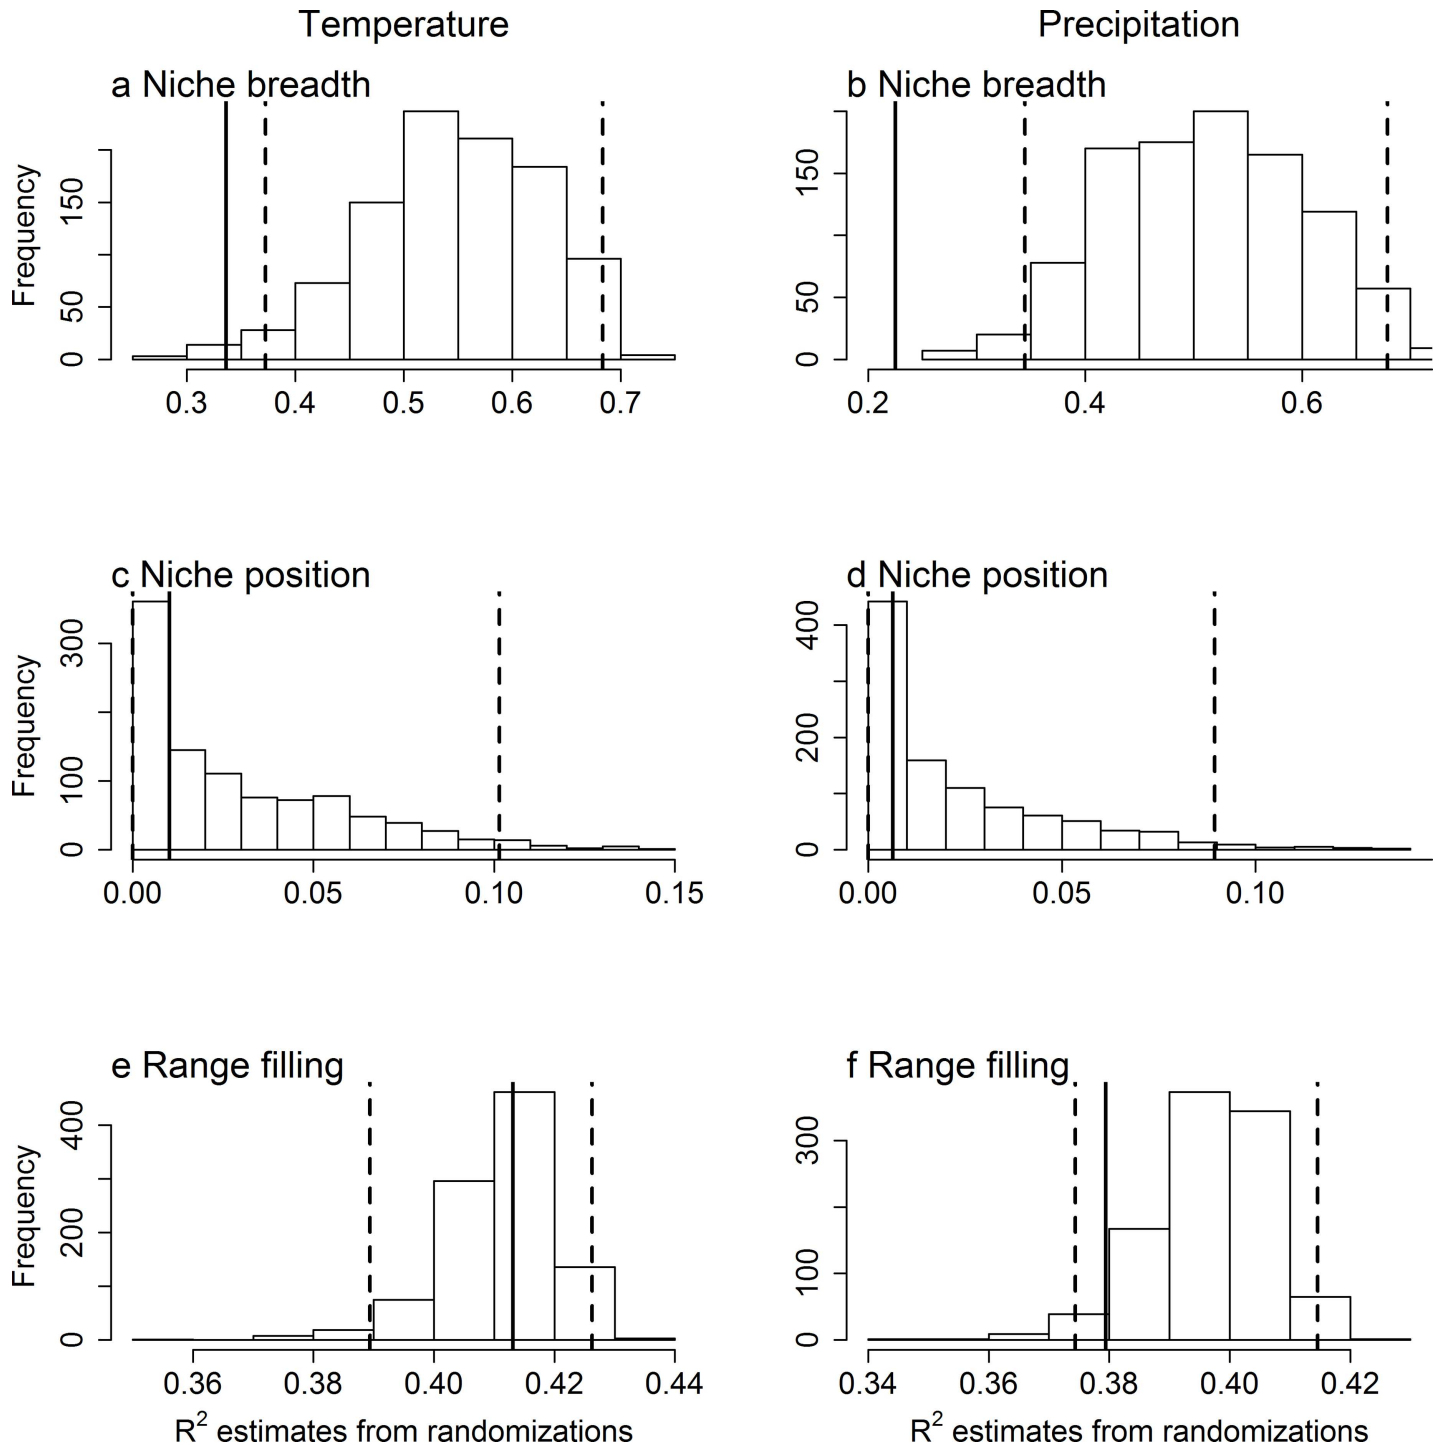 Temperature
Precipitation
a Niche breadth
Frequency
0 50 150
0.3 0.4 0.5 0.6 0.7
b Niche breadth
0 50 150
0.2 0.4 0.6
c Niche position
Frequency
0 100 300
0.00 0.05 0.10 0.15
d Niche position
0 200 400
0.00 0.05 0.10
e Range filling
Frequency
0 200 400
0.36 0.38 0.40 0.42 0.44
R² estimates from randomizations
f Range filling
0 100 300
0.34 0.36 0.38 0.40 0.42
R² estimates from randomizations